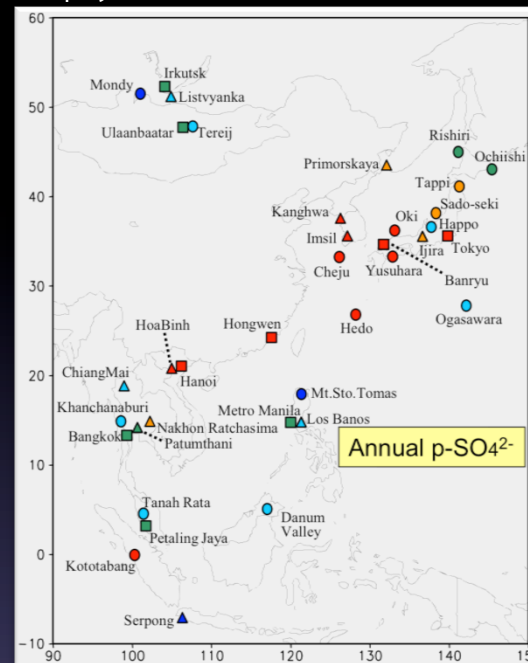 60
Irkutsk
Mondy
Listvyanka
50
Ulaanbaatar
Tereij
Rishiri
Ochiishi
Primorskaya
Tappi
40
Sado-seki
Kanghwa
Oki
Happo
Imsil
Ijira
Tokyo
Cheju
Yusuhara
Banryu
30
HoaBinh
Hongwen
Hedo
Ogasawara
Hanoi
20
ChiangMai
Mt.Sto.Tomas
Khanchanaburi
Metro Manila
Los Banos
Nakhon Ratchasima
Bangkok
Patumthani
Annual p-SO4²⁻
10
Tanah Rata
Danum
Valley
Petaling Jaya
0
Kototabang
Serpong
−10
90 100 110 120 130 140 150